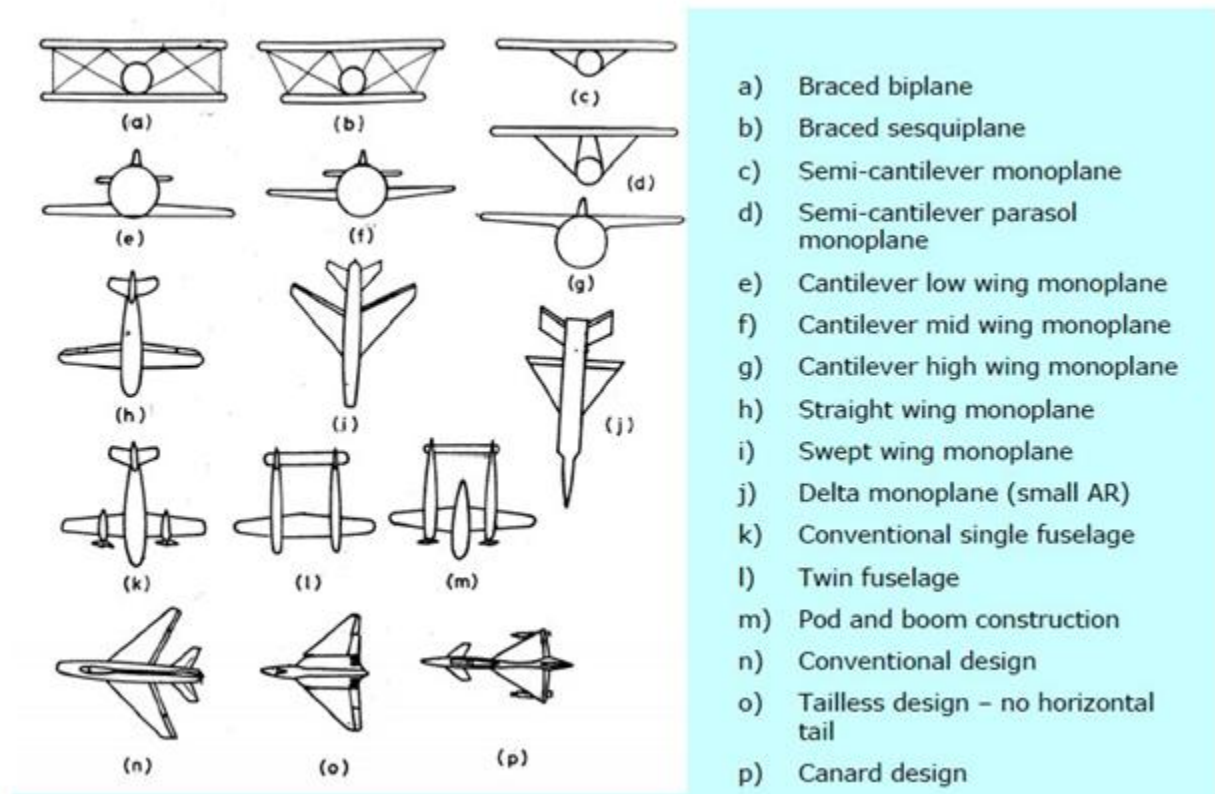 (a)
(b)
(c)
(d)
(e)
(f)
(g)
(h)
(i)
(j)
(k)
(l)
(m)
(n)
(o)
(p)
a) Braced biplane
b) Braced sesquiplane
c) Semi-cantilever monoplane
d) Semi-cantilever parasol
monoplane
e) Cantilever low wing monoplane
f) Cantilever mid wing monoplane
g) Cantilever high wing monoplane
h) Straight wing monoplane
i) Swept wing monoplane
j) Delta monoplane (small AR)
k) Conventional single fuselage
l) Twin fuselage
m) Pod and boom construction
n) Conventional design
o) Tailless design – no horizontal
tail
p) Canard design